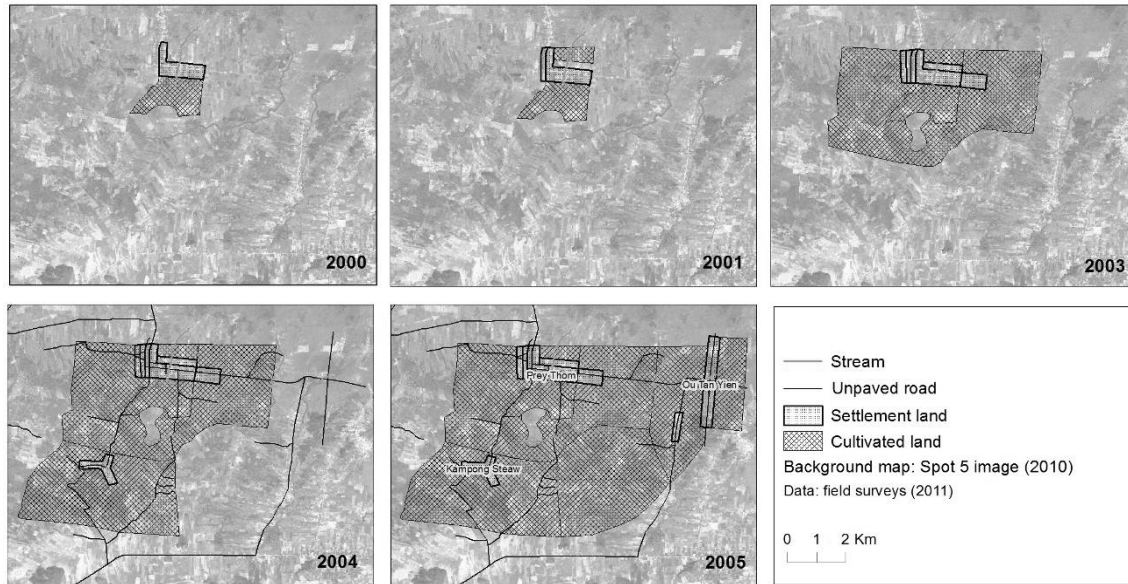 2000
2001
2003
Prey Thom
Ou Tan Yien
Kampong Steaw
2004
2005
Stream
Unpaved road
Settlement land
Cultivated land
Background map: Spot 5 image (2010)
Data: field surveys (2011)
0 1 2 Km